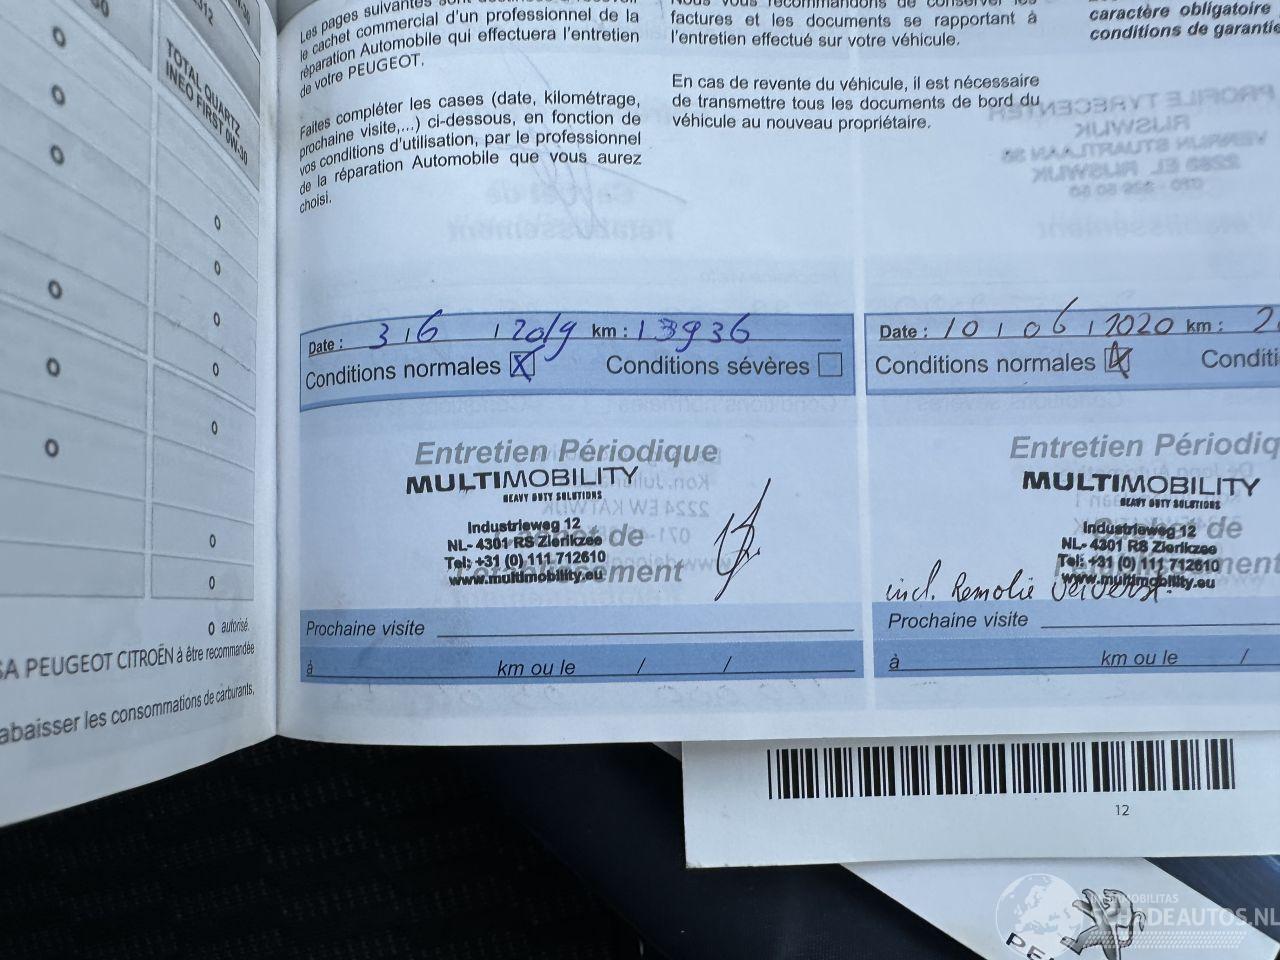 TOTAL QUARTZ
INEO FIRST 0W-30
autorisé.
PEUGEOT CITROËN à être recommandée
abaisser les consommations de carburants,
Les pages suivantes
le cachet commercial d'un professionnel de la
réparation Automobile qui effectuera l'entretien
de votre PEUGEOT.
Faites compléter les cases (date, kilométrage,
prochaine visite,...) ci-dessous, en fonction de
vos conditions d'utilisation, par le professionnel
de la réparation Automobile que vous aurez
choisi.
factures et les documents se rapportant à
l'entretien effectué sur votre véhicule.
En cas de revente du véhicule, il est nécessaire
de transmettre tous les documents de bord du
véhicule au nouveau propriétaire.
caractère obligatoire
conditions de garantie
Date : 3 / 6 / 2019 km : 13936
Conditions normales Conditions sévères
Entretien Périodique
MULTIMOBILITY
HEAVY DUTY SOLUTIONS
Industrieweg 12
NL- 4301 RS Zierikzee
Tel: +31 (0) 111 712610
www.multimobility.eu
Prochaine visite
à km ou le / /
Date : 10 / 06 / 2020 km : 2
Conditions normales Conditi
Entretien Périodiq
MULTIMOBILITY
HEAVY DUTY SOLUTIONS
Industrieweg 12
NL- 4301 RS Zierikzee
Tel: +31 (0) 111 712610
www.multimobility.eu
incl. Remolie ververst.
Prochaine visite
à km ou le /
12
SCHADEAUTOS.NL